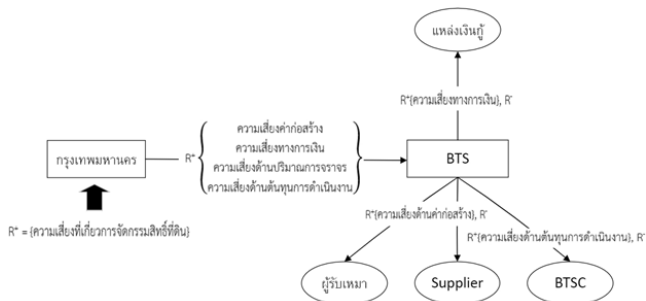 แหล่งเงินกู้
R*{ความเสี่ยงทางการเงิน}, R⁻
ความเสี่ยงค่าก่อสร้าง
ความเสี่ยงทางการเงิน
ความเสี่ยงด้านปริมาณการจราจร
ความเสี่ยงด้านต้นทุนการดำเนินงาน
กรุงเทพมหานคร
R*
BTS
R* = {ความเสี่ยงที่เกี่ยวการจัดกรรมสิทธิ์ที่ดิน}
R*{ความเสี่ยงด้านค่าก่อสร้าง}, R⁻
R*{ความเสี่ยงด้านต้นทุนการดำเนินงาน}, R⁻
ผู้รับเหมา
Supplier
BTSC